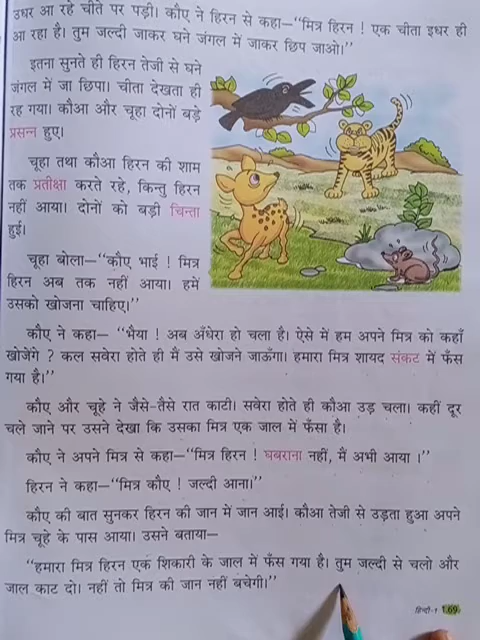 उधर आ रहे चीते पर पड़ी। कौए ने हिरन से कहा–“मित्र हिरन ! एक चीता इधर ही
आ रहा है। तुम जल्दी जाकर घने जंगल में जाकर छिप जाओ।”
इतना सुनते ही हिरन तेजी से घने
जंगल में जा छिपा। चीता देखता ही
रह गया। कौआ और चूहा दोनों बड़े
प्रसन्न हुए।
चूहा तथा कौआ हिरन की शाम
तक प्रतीक्षा करते रहे, किन्तु हिरन
नहीं आया। दोनों को बड़ी चिन्ता
हुई।
चूहा बोला–“कौए भाई ! मित्र
हिरन अब तक नहीं आया। हमें
उसको खोजना चाहिए।”
कौए ने कहा– “भैया ! अब अँधेरा हो चला है। ऐसे में हम अपने मित्र को कहाँ
खोजेंगे ? कल सवेरा होते ही मैं उसे खोजने जाऊँगा। हमारा मित्र शायद संकट में फँस
गया है।”
कौए और चूहे ने जैसे-तैसे रात काटी। सवेरा होते ही कौआ उड़ चला। कहीं दूर
चले जाने पर उसने देखा कि उसका मित्र एक जाल में फँसा है।
कौए ने अपने मित्र से कहा–“मित्र हिरन ! घबराना नहीं, मैं अभी आया ।”
हिरन ने कहा–“मित्र कौए ! जल्दी आना।”
कौए की बात सुनकर हिरन की जान में जान आई। कौआ तेजी से उड़ता हुआ अपने
मित्र चूहे के पास आया। उसने बताया–
“हमारा मित्र हिरन एक शिकारी के जाल में फँस गया है। तुम जल्दी से चलो और
जाल काट दो। नहीं तो मित्र की जान नहीं बचेगी।”
हिन्दी-1 69